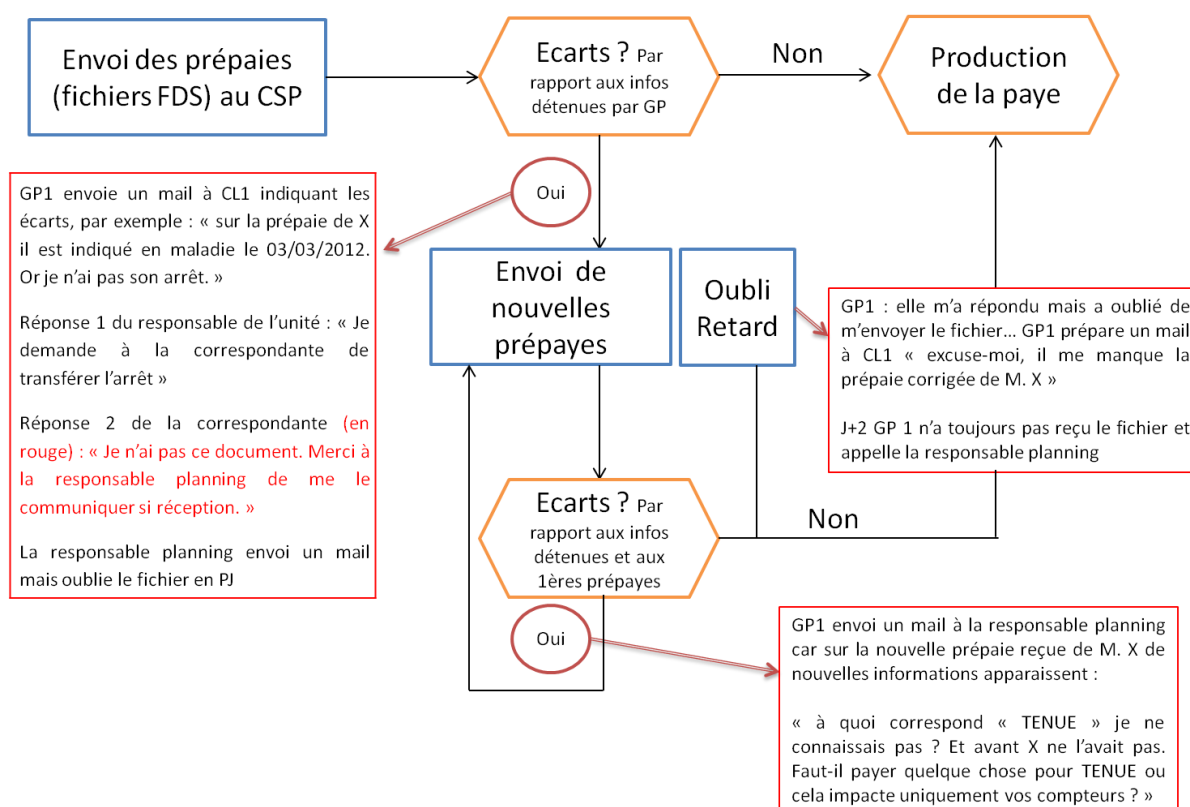 Envoi des prépaies
(fichiers FDS) au CSP
Ecarts ? Par
rapport aux infos
détenues par GP
Non
Production
de la paye
Oui
GP1 envoie un mail à CL1 indiquant les
écarts, par exemple : « sur la prépaie de X
il est indiqué en maladie le 03/03/2012.
Or je n’ai pas son arrêt. »
Réponse 1 du responsable de l’unité : « Je
demande à la correspondante de
transférer l’arrêt »
Réponse 2 de la correspondante (en
rouge) : « Je n’ai pas ce document. Merci à
la responsable planning de me le
communiquer si réception. »
La responsable planning envoi un mail
mais oublie le fichier en PJ
Envoi de
nouvelles
prépayes
Oubli
Retard
GP1 : elle m’a répondu mais a oublié de
m’envoyer le fichier... GP1 prépare un mail
à CL1 « excuse-moi, il me manque la
prépaie corrigée de M. X »
J+2 GP 1 n’a toujours pas reçu le fichier et
appelle la responsable planning
Ecarts ? Par
rapport aux infos
détenues et aux
1ères prépayes
Non
Oui
GP1 envoi un mail à la responsable planning
car sur la nouvelle prépaie reçue de M. X de
nouvelles informations apparaissent :
« à quoi correspond « TENUE » je ne
connaissais pas ? Et avant X ne l’avait pas.
Faut-il payer quelque chose pour TENUE ou
cela impacte uniquement vos compteurs ? »